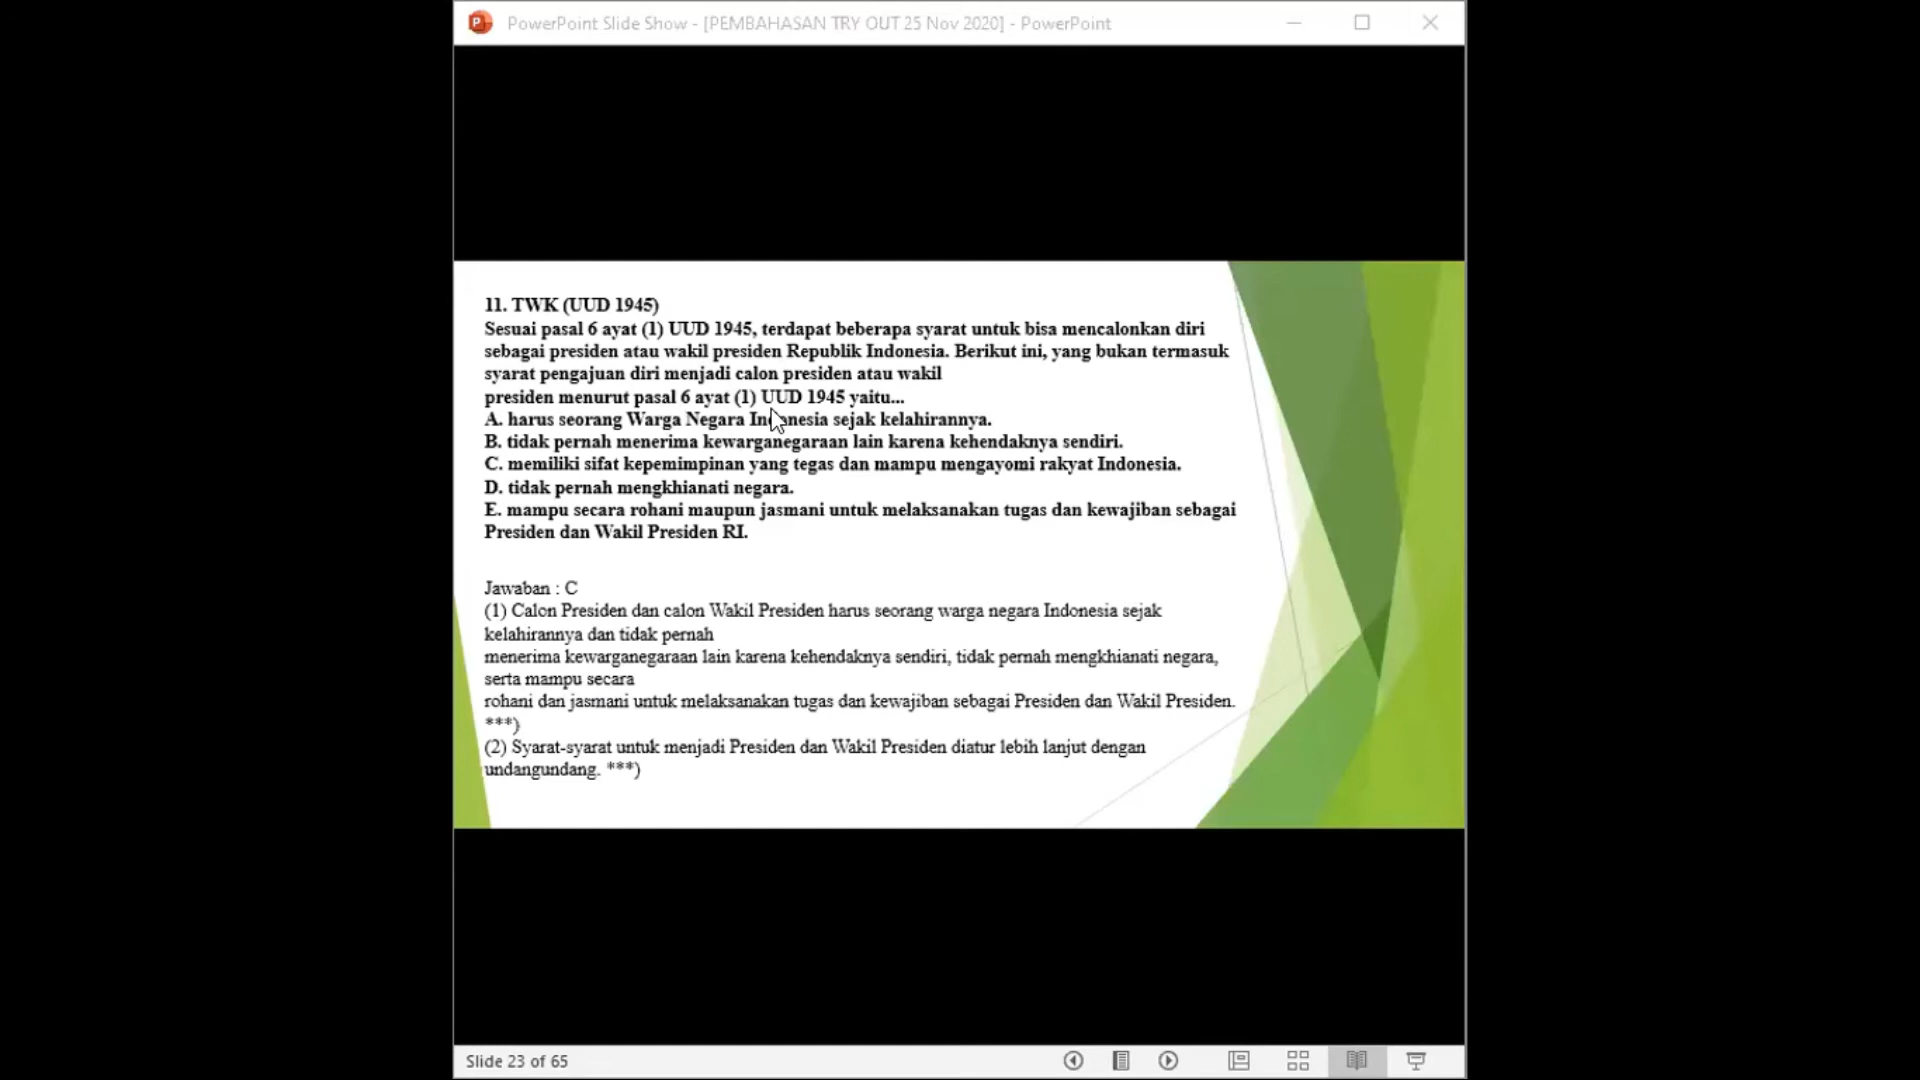 PowerPoint Slide Show - [PEMBAHASAN TRY OUT 25 Nov 2020] - PowerPoint
11. TWK (UUD 1945)
Sesuai pasal 6 ayat (1) UUD 1945, terdapat beberapa syarat untuk bisa mencalonkan diri
sebagai presiden atau wakil presiden Republik Indonesia. Berikut ini, yang bukan termasuk
syarat pengajuan diri menjadi calon presiden atau wakil
presiden menurut pasal 6 ayat (1) UUD 1945 yaitu...
A. harus seorang Warga Negara Indonesia sejak kelahirannya.
B. tidak pernah menerima kewarganegaraan lain karena kehendaknya sendiri.
C. memiliki sifat kepemimpinan yang tegas dan mampu mengayomi rakyat Indonesia.
D. tidak pernah mengkhianati negara.
E. mampu secara rohani maupun jasmani untuk melaksanakan tugas dan kewajiban sebagai
Presiden dan Wakil Presiden RI.
Jawaban : C
(1) Calon Presiden dan calon Wakil Presiden harus seorang warga negara Indonesia sejak
kelahirannya dan tidak pernah
menerima kewarganegaraan lain karena kehendaknya sendiri, tidak pernah mengkhianati negara,
serta mampu secara
rohani dan jasmani untuk melaksanakan tugas dan kewajiban sebagai Presiden dan Wakil Presiden.
***)
(2) Syarat-syarat untuk menjadi Presiden dan Wakil Presiden diatur lebih lanjut dengan
undangundang. ***)
Slide 23 of 65